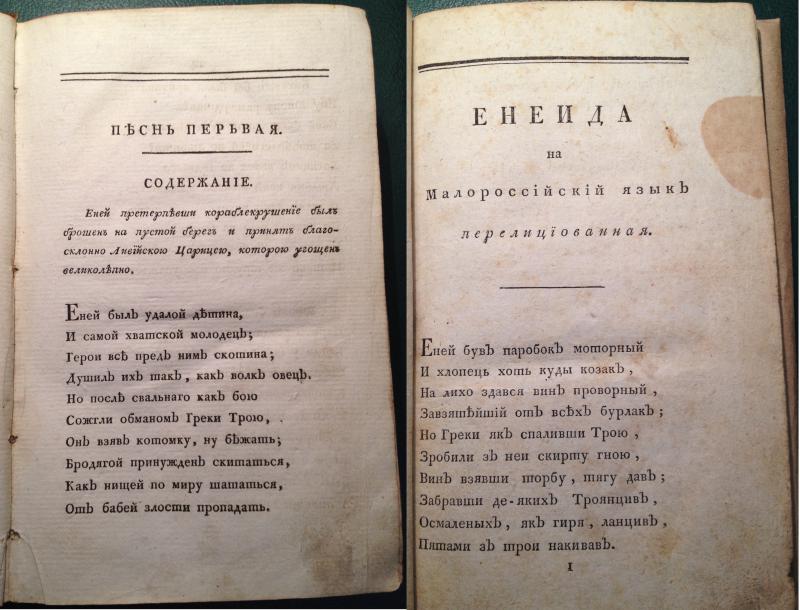 ПѢСНЬ ПЕРЬВАЯ.
СОДЕРЖАНІЕ.
Еней претерпѣвши кораблекрушеніе былъ
брошенъ на пустой берегъ и принятъ благо-
склонно Ливійскою Царицею, которою угощенъ
великолѣпно.
Еней былъ удалой дѣтина,
И самой хватской молодецъ;
Герои всѣ предъ нимъ скотина;
Душилъ ихъ такъ, какъ волкъ овецъ.
Но послѣ свальнаго какъ бою
Сожгли обманомъ Греки Трою,
Онъ взявъ котомку, ну бѣжать;
Бродягой принужденъ скитаться,
Какъ нищей по миру шататься,
Отъ бабей злости пропадать.
ЕНЕИДА
на
Малороссійскій языкъ
перелиціованная.
Еней бувъ паробокъ моторный
И хлопець хоть куды козакъ,
На лихо здався винъ проворный,
Завзятѣйшій отъ всѣхъ бурлакъ;
Но Греки якъ спаливши Трою,
Зробили зъ неи скирту гною,
Винъ взявши торбу, тягу давъ;
Забравши де-якихъ Троянцивъ,
Осмаленыхъ, якъ гиря, ланцивъ,
Пятами зъ трои накивавъ.
I